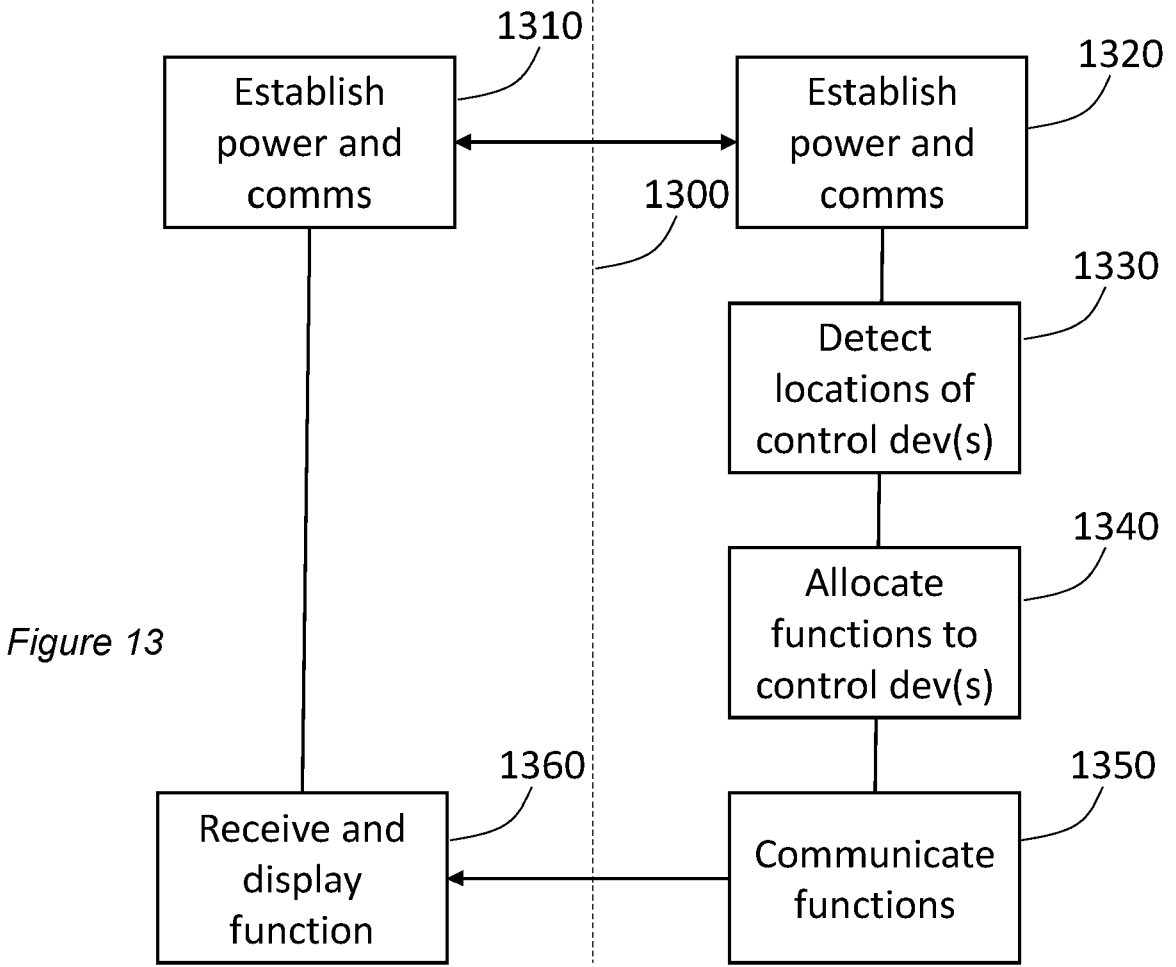 1310
Establish
power and
comms
1320
Establish
power and
comms
1300
1330
Detect
locations of
control dev(s)
1340
Allocate
functions to
control dev(s)
Figure 13
1360
Receive and
display
function
1350
Communicate
functions